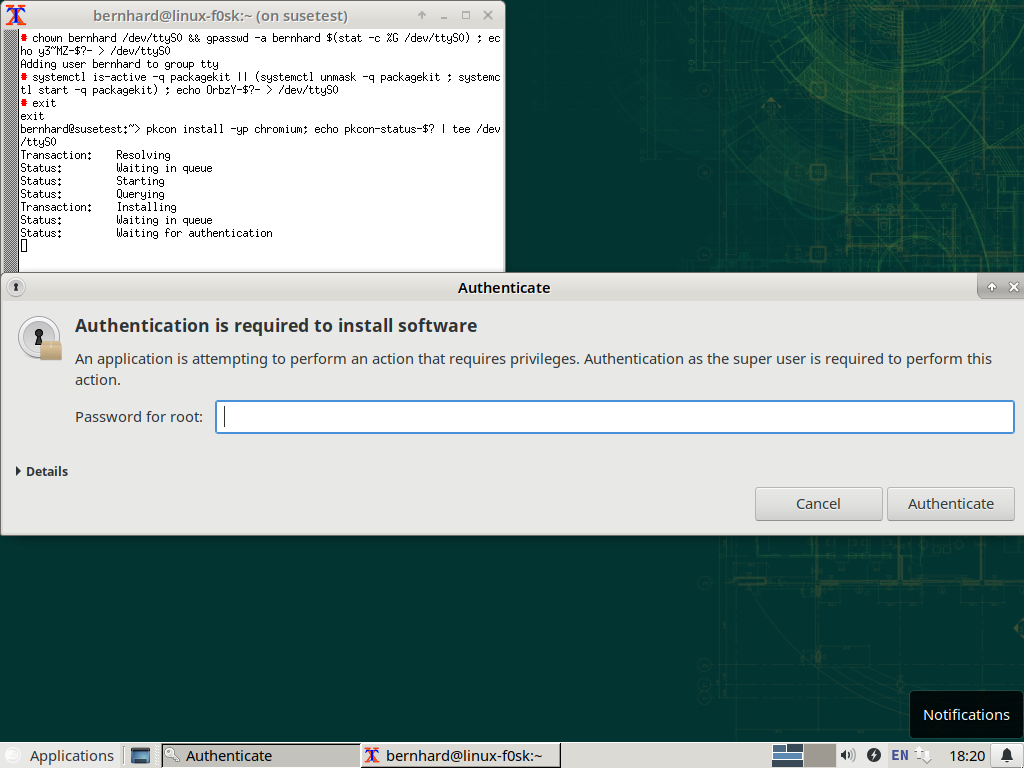 bernhard@linux-f0sk:~ (on susetest)
# chown bernhard /dev/ttyS0 && gpasswd -a bernhard $(stat -c %G /dev/ttyS0) ; ec
ho y3~MZ-$?- > /dev/ttyS0
Adding user bernhard to group tty
# systemctl is-active -q packagekit || (systemctl unmask -q packagekit ; systemc
tl start -q packagekit) ; echo OrbzY-$?- > /dev/ttyS0
# exit
exit
bernhard@susetest:~> pkcon install -yp chromium; echo pkcon-status-$? | tee /dev
/ttyS0
Transaction:    Resolving
Status:         Waiting in queue
Status:         Starting
Status:         Querying
Transaction:    Installing
Status:         Waiting in queue
Status:         Waiting for authentication
Authenticate
Authentication is required to install software
An application is attempting to perform an action that requires privileges. Authentication as the super user is required to perform this
action.
Password for root:
Details
Cancel
Authenticate
Notifications
Applications
Authenticate
bernhard@linux-f0sk:~
EN
18:20